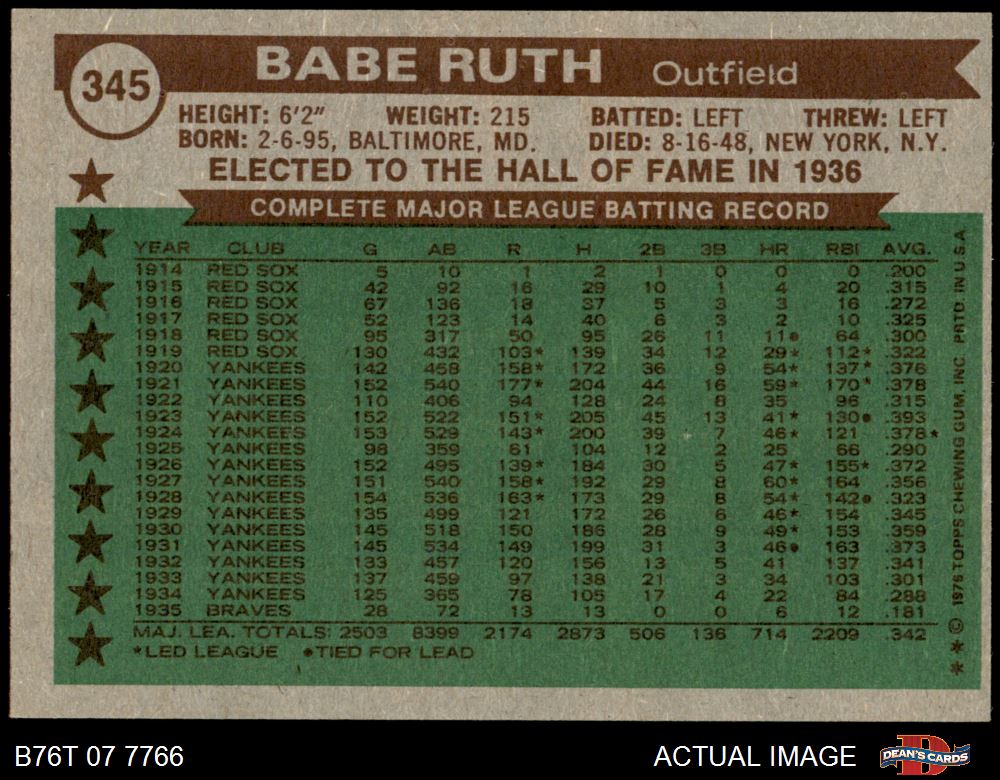 345
BABE RUTH Outfield
HEIGHT: 6'2" WEIGHT: 215 BATTED: LEFT THREW: LEFT
BORN: 2-6-95, BALTIMORE, MD. DIED: 8-16-48, NEW YORK, N.Y.
ELECTED TO THE HALL OF FAME IN 1936
COMPLETE MAJOR LEAGUE BATTING RECORD
YEAR CLUB G AB R H 2B 3B HR RBI AVG.
1914 RED SOX 5 10 1 2 1 0 0 0 .200
1915 RED SOX 42 92 16 29 10 1 4 20 .315
1916 RED SOX 67 136 18 37 5 3 3 16 .272
1917 RED SOX 52 123 14 40 6 3 2 10 .325
1918 RED SOX 95 317 50 95 26 11 11● 64 .300
1919 RED SOX 130 432 103* 139 34 12 29* 112* .322
1920 YANKEES 142 458 158* 172 36 9 54* 137* .376
1921 YANKEES 152 540 177* 204 44 16 59* 170* .378
1922 YANKEES 110 406 94 128 24 8 35 96 .315
1923 YANKEES 152 522 151* 205 45 13 41* 130● .393
1924 YANKEES 153 529 143* 200 39 7 46* 121 .378*
1925 YANKEES 98 359 61 104 12 2 25 66 .290
1926 YANKEES 152 495 139* 184 30 5 47* 155* .372
1927 YANKEES 151 540 158* 192 29 8 60* 164 .356
1928 YANKEES 154 536 163* 173 29 8 54* 142● .323
1929 YANKEES 135 499 121 172 26 6 46* 154 .345
1930 YANKEES 145 518 150 186 28 9 49* 153 .359
1931 YANKEES 145 534 149 199 31 3 46● 163 .373
1932 YANKEES 133 457 120 156 13 5 41 137 .341
1933 YANKEES 137 459 97 138 21 3 34 103 .301
1934 YANKEES 125 365 78 105 17 4 22 84 .288
1935 BRAVES 28 72 13 13 0 0 6 12 .181
MAJ. LEA. TOTALS: 2503 8399 2174 2873 506 136 714 2209 .342
*LED LEAGUE ●TIED FOR LEAD
* * © 1976 TOPPS CHEWING GUM, INC. PRTD. IN U.S.A.
B76T 07 7766
ACTUAL IMAGE
DEAN'S CARDS